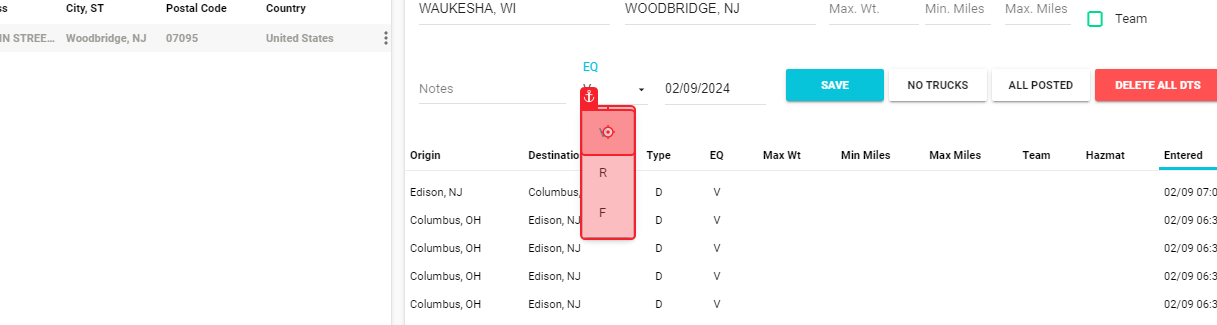 WAUKESHA, WI WOODBRIDGE, NJ Max. Wt. Min. Miles Max. Miles Team
City, ST Postal Code Country
IN STREE... Woodbridge, NJ 07095 United States
EQ
Notes V 02/09/2024 SAVE NO TRUCKS ALL POSTED DELETE ALL DTS
V
R
F
Origin Destinatio Type EQ Max Wt Min Miles Max Miles Team Hazmat Entered
Edison, NJ Columbus, D V 02/09 07:0
Columbus, OH Edison, NJ D V 02/09 06:3
Columbus, OH Edison, NJ D V 02/09 06:3
Columbus, OH Edison, NJ D V 02/09 06:3
Columbus, OH Edison, NJ D V 02/09 06:3